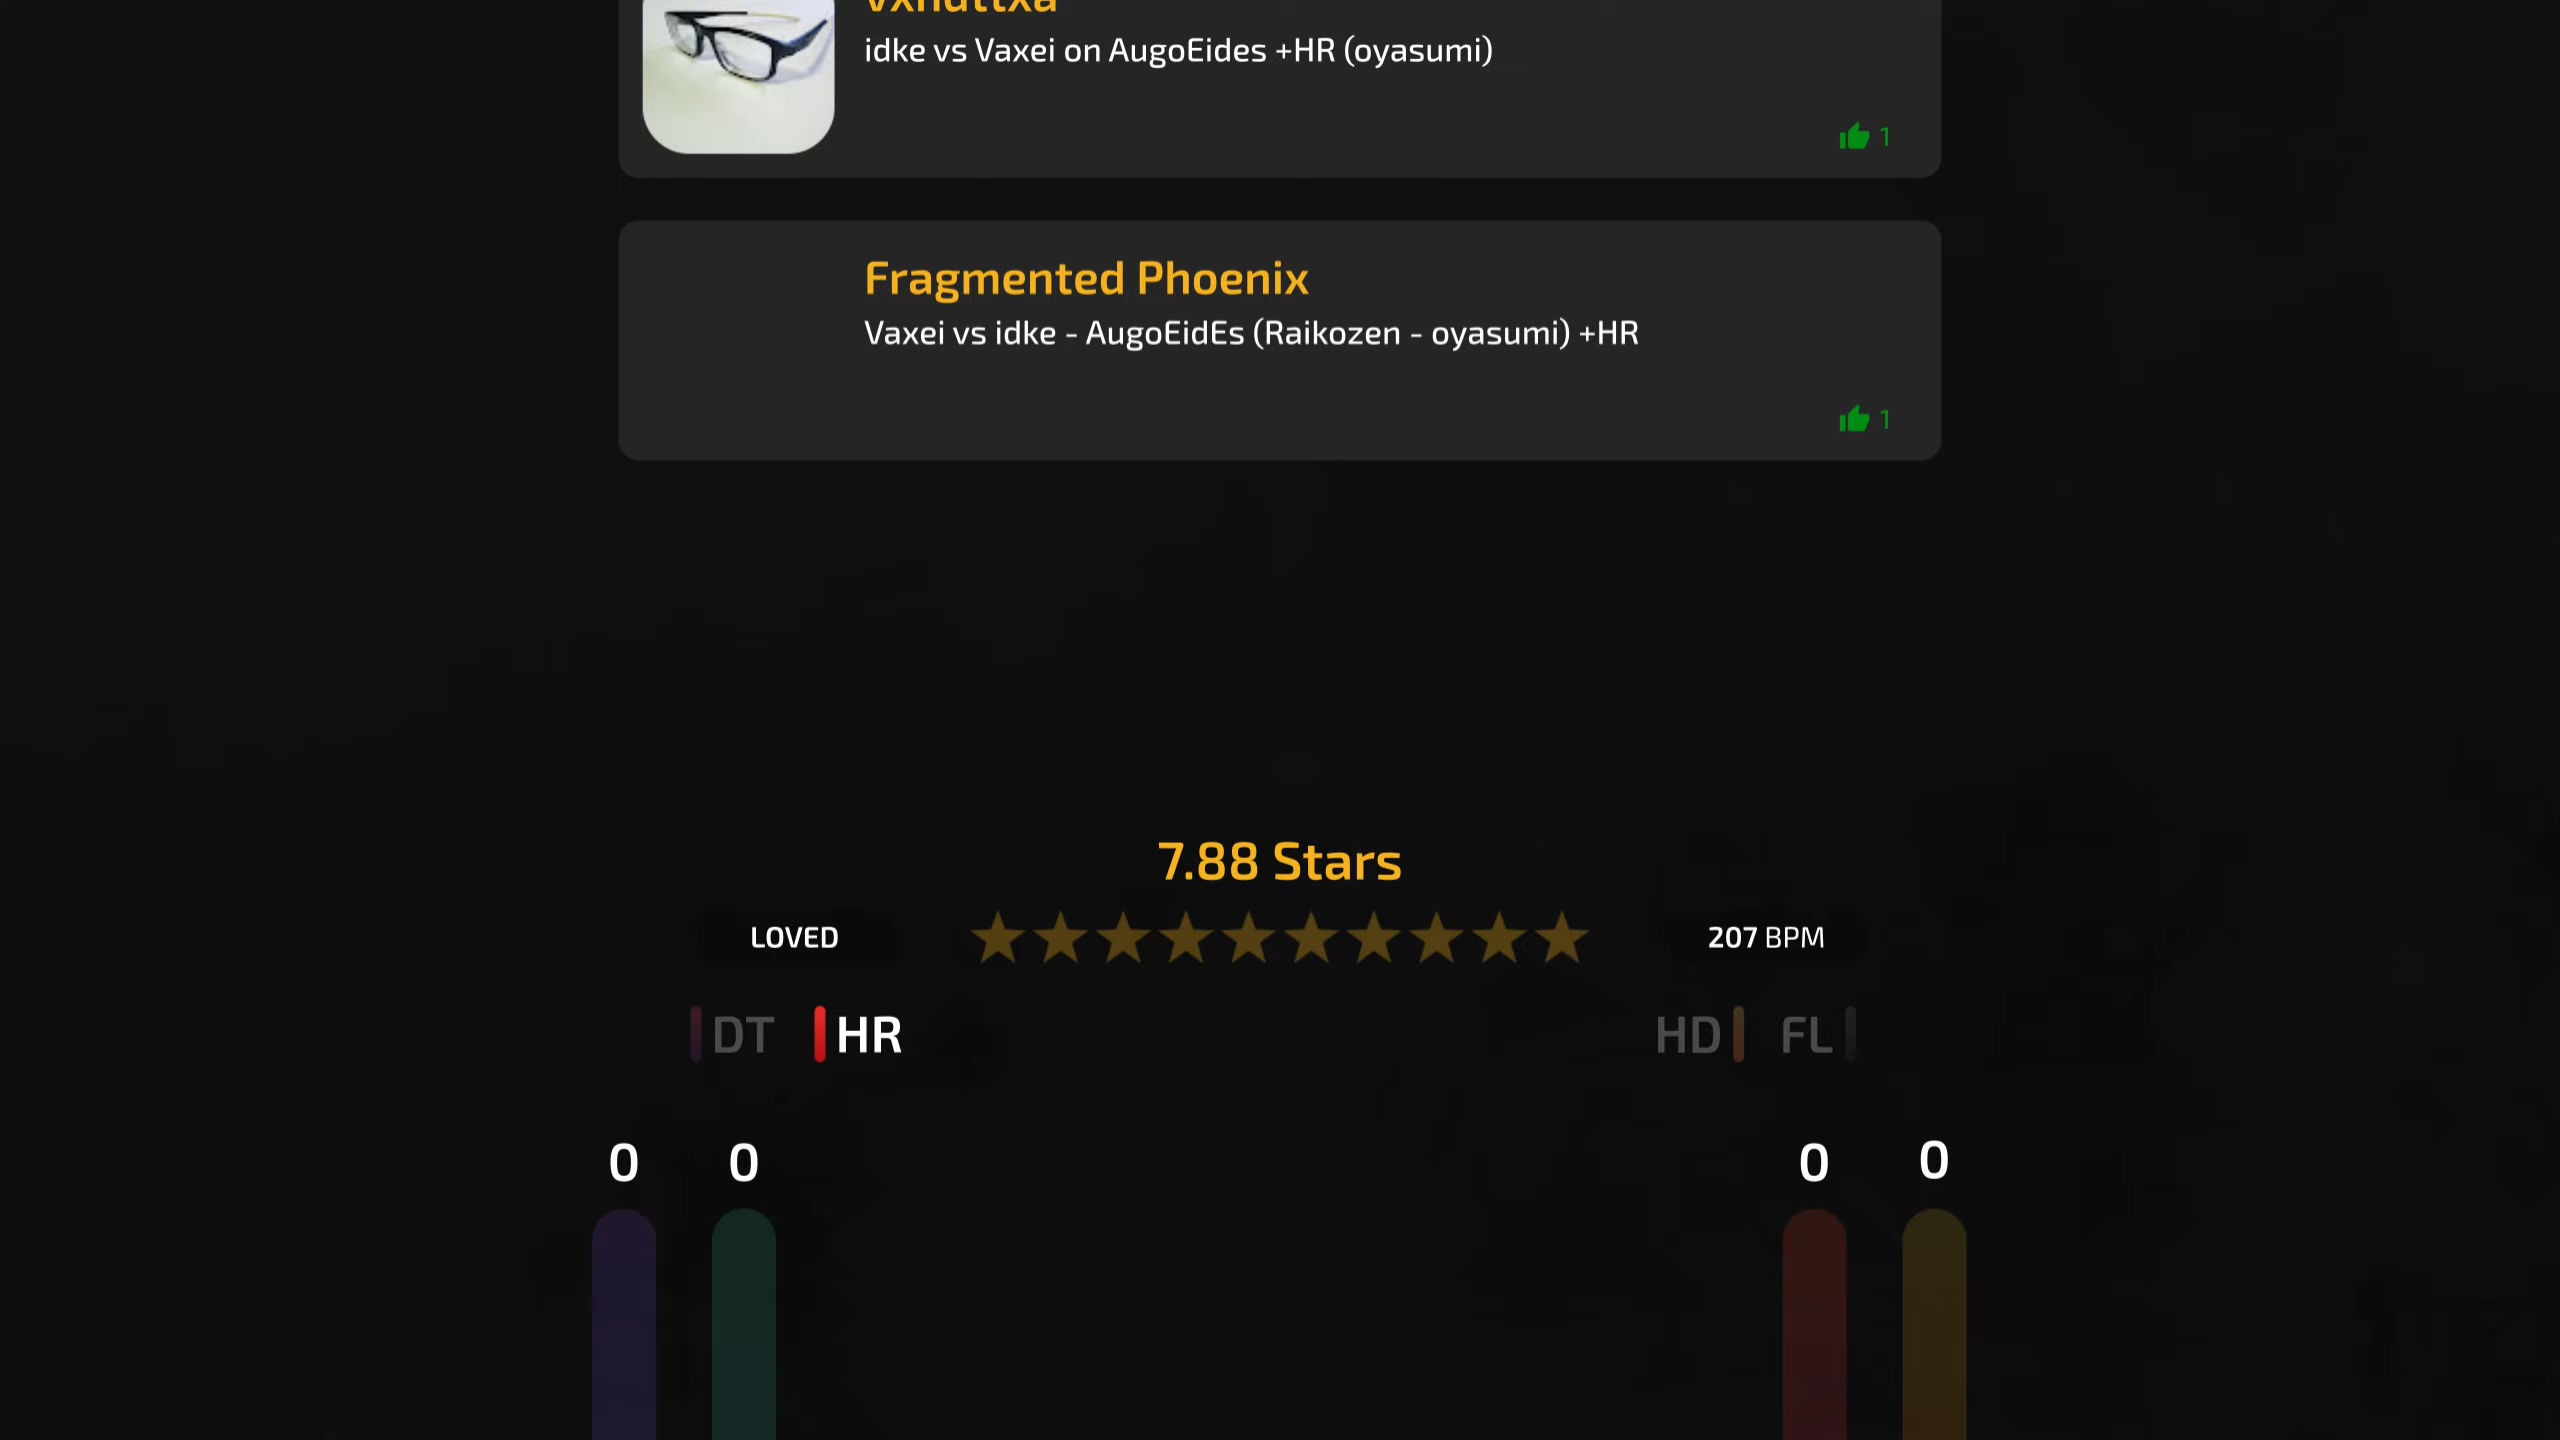 idke vs Vaxei on AugoEides +HR (oyasumi)
1
Fragmented Phoenix
Vaxei vs idke - AugoEidEs (Raikozen - oyasumi) +HR
1
7.88 Stars
LOVED
207 BPM
DT HR HD FL
0 0 0 0